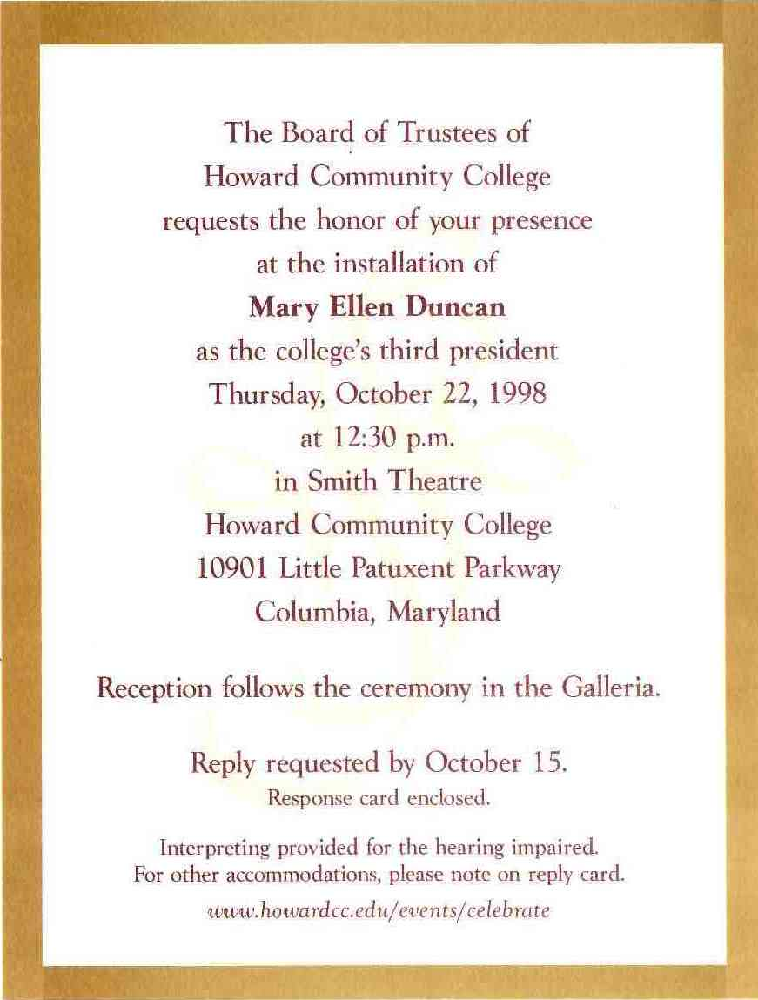 The Board of Trustees of
Howard Community College
requests the honor of your presence
at the installation of
Mary Ellen Duncan
as the college's third president
Thursday, October 22, 1998
at 12:30 p.m.
in Smith Theatre
Howard Community College
10901 Little Patuxent Parkway
Columbia, Maryland
Reception follows the ceremony in the Galleria.
Reply requested by October 15.
Response card enclosed.
Interpreting provided for the hearing impaired.
For other accommodations, please note on reply card.
www.howardcc.edu/events/celebrate